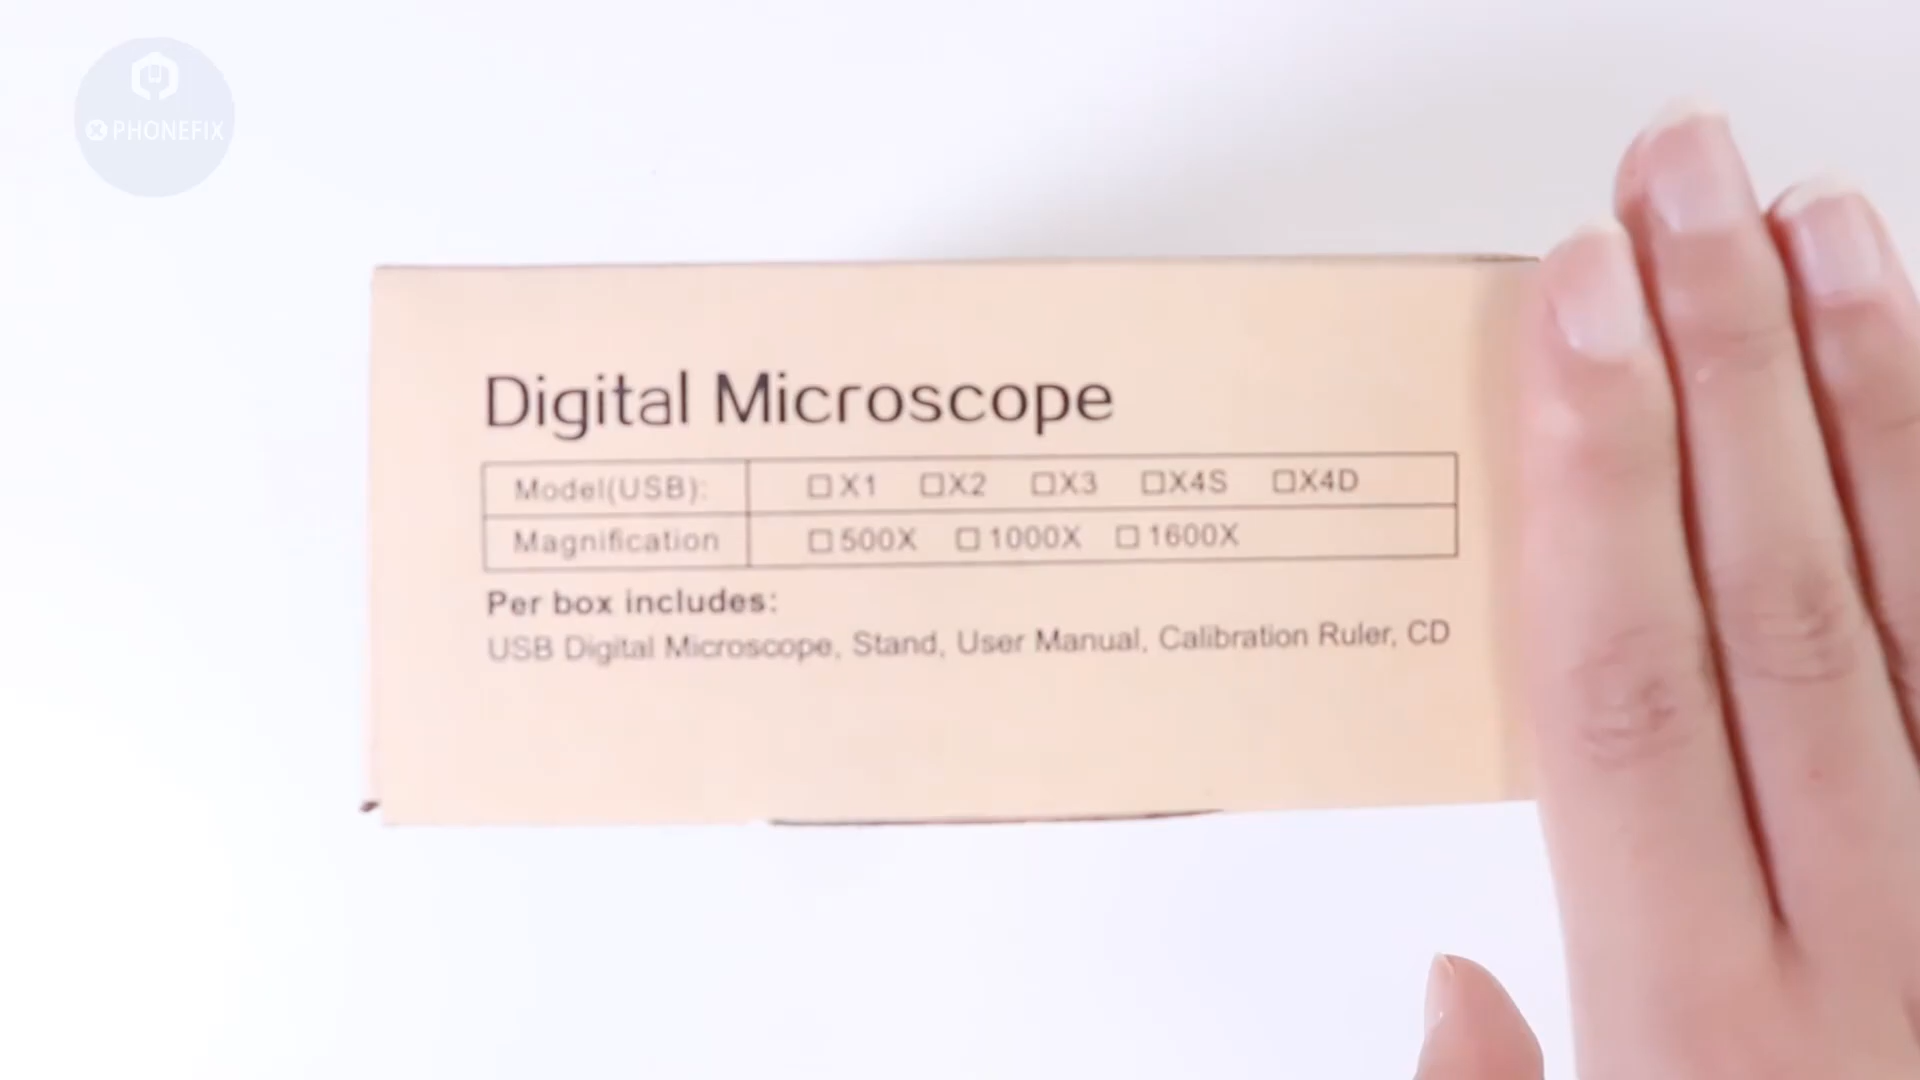 PHONEFIX
Digital Microscope
Model(USB): □X1 □X2 □X3 □X4S □X4D
Magnification □500X □1000X □1600X
Per box includes:
USB Digital Microscope, Stand, User Manual, Calibration Ruler, CD